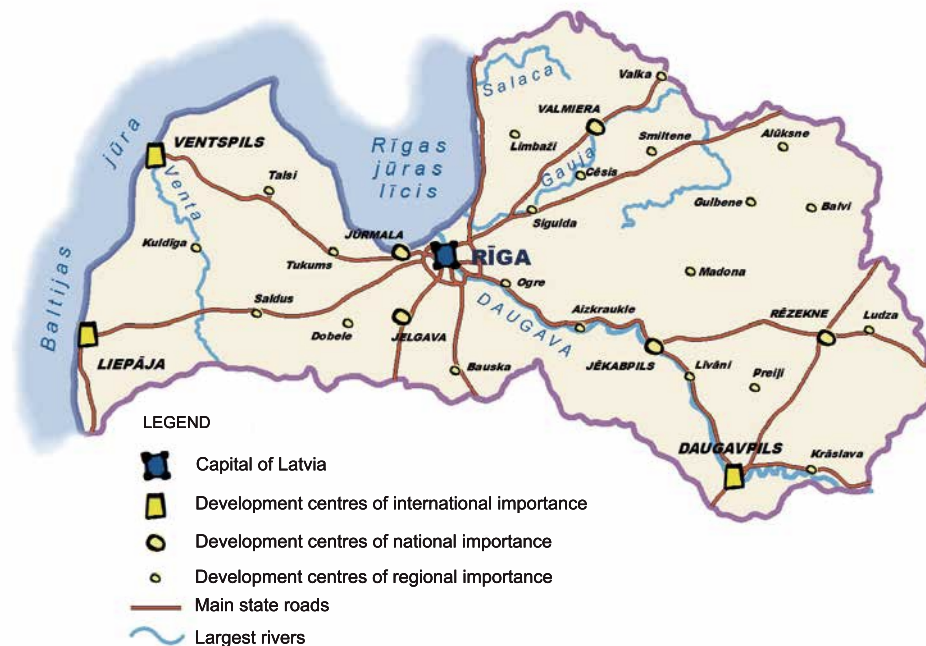 Valka
Salaca
VALMIERA
Limbaži
Smiltene
Alūksne
Gauja
Cēsis
Gulbene
Balvi
Sigulda
jūra
Baltijas
VENTSPILS
Venta
Talsi
Rīgas
jūras
līcis
Kuldīga
JŪRMALA
Tukums
RĪGA
Ogre
Madona
DAUGAVA
Aizkraukle
Saldus
Dobele
JELGAVA
RĒZEKNE
Ludza
LIEPĀJA
Bauska
JĒKABPILS
Līvāni
Preiļi
DAUGAVPILS
Krāslava
LEGEND
Capital of Latvia
Development centres of international importance
Development centres of national importance
Development centres of regional importance
Main state roads
Largest rivers